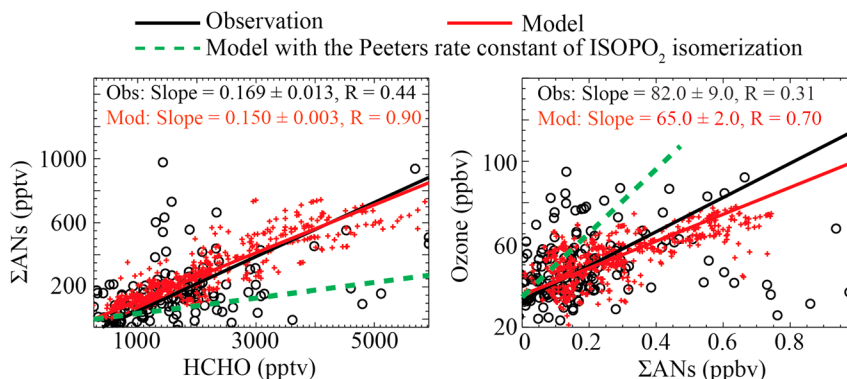 Observation
Model
Model with the Peeters rate constant of ISOPO₂ isomerization
Obs: Slope = 0.169 ± 0.013, R = 0.44
Mod: Slope = 0.150 ± 0.003, R = 0.90
1000
600
200
ΣANs (pptv)
1000 3000 5000
HCHO (pptv)
Obs: Slope = 82.0 ± 9.0, R = 0.31
Mod: Slope = 65.0 ± 2.0, R = 0.70
100
60
20
Ozone (ppbv)
0 0.2 0.4 0.6 0.8
ΣANs (ppbv)